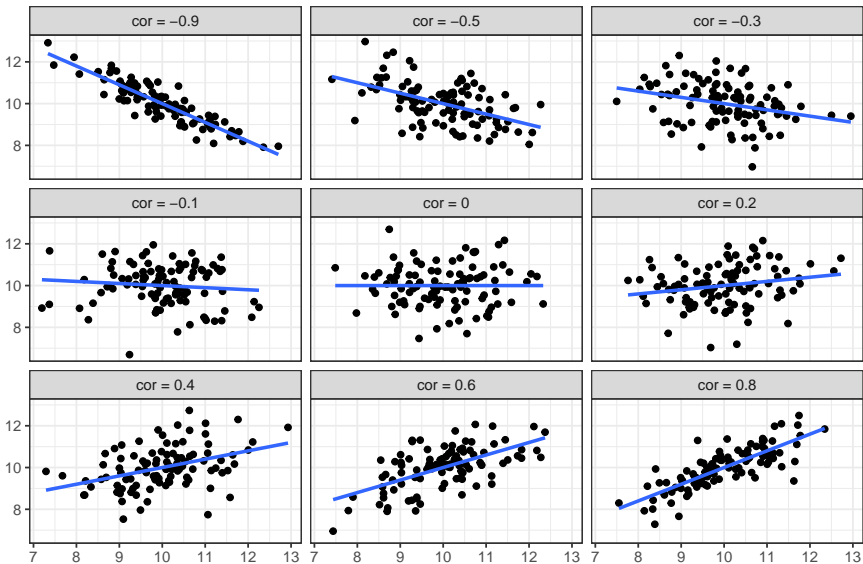 cor = −0.9
cor = −0.5
cor = −0.3
12
10
8
cor = −0.1
cor = 0
cor = 0.2
12
10
8
cor = 0.4
cor = 0.6
cor = 0.8
12
10
8
7 8 9 10 11 12 13 7 8 9 10 11 12 13 7 8 9 10 11 12 13